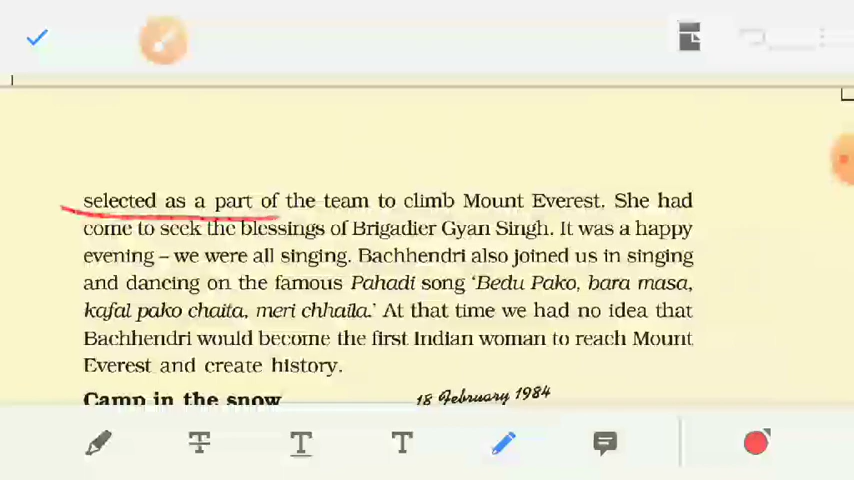 selected as a part of the team to climb Mount Everest. She had
come to seek the blessings of Brigadier Gyan Singh. It was a happy
evening – we were all singing. Bachhendri also joined us in singing
and dancing on the famous Pahadi song ‘Bedu Pako, bara masa,
kafal pako chaita, meri chhaila.’ At that time we had no idea that
Bachhendri would become the first Indian woman to reach Mount
Everest and create history.
Camp in the snow 18 February 1984
T T T